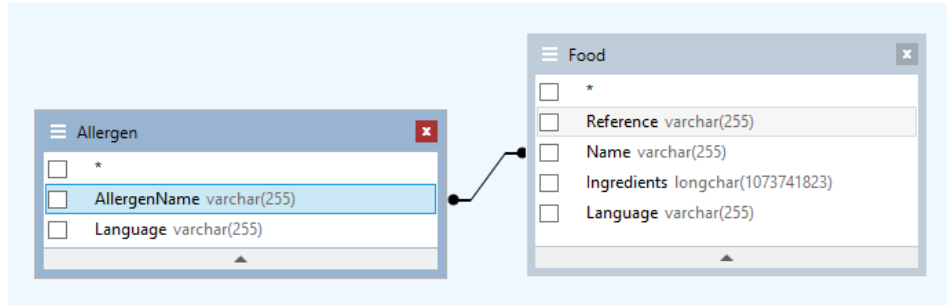 Allergen
*
AllergenName varchar(255)
Language varchar(255)
Food
*
Reference varchar(255)
Name varchar(255)
Ingredients longchar(1073741823)
Language varchar(255)